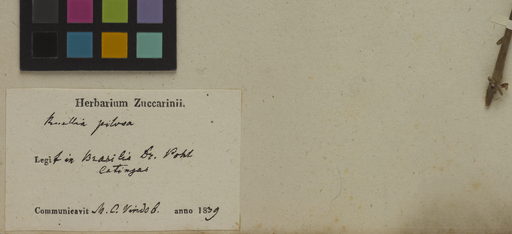 Herbarium Zuccarinii.
Ruellia pilosa
Legit in Brasilia Dr. Pohl
Catingas
Communicavit M. C. Vindob. anno 1839